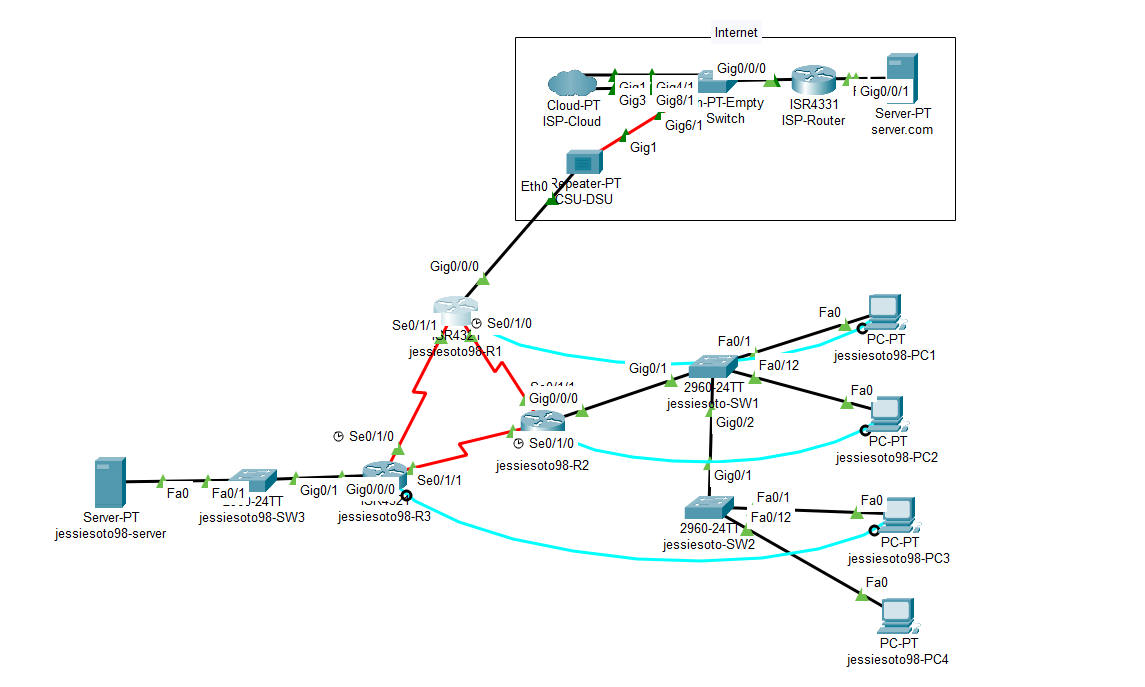 Internet
Gig0/0/0
Gig1 Gig4/1
Gig3 Gig8/1
Cloud-PT
ISP-Cloud
n-PT-Empty
Switch
ISR4331
ISP-Router
Gig0/0/1
Server-PT
server.com
Gig6/1
Gig1
Eth0
Repeater-PT
CSU-DSU
Gig0/0/0
Se0/1/1
Se0/1/0
ISR4321
jessiesoto98-R1
Fa0
PC-PT
jessiesoto98-PC1
Fa0/1
Gig0/1
Fa0/12
2960-24TT
jessiesoto-SW1
Fa0
PC-PT
jessiesoto98-PC2
Se0/1/1
Gig0/0/0
Se0/1/0
jessiesoto98-R2
Gig0/2
Se0/1/0
Se0/1/1
Gig0/1
Gig0/0/0
ISR4321
jessiesoto98-R3
Fa0
Fa0/1
2960-24TT
jessiesoto98-SW3
Server-PT
jessiesoto98-server
Gig0/1
Fa0/1
Fa0/12
2960-24TT
jessiesoto-SW2
Fa0
PC-PT
jessiesoto98-PC3
Fa0
PC-PT
jessiesoto98-PC4